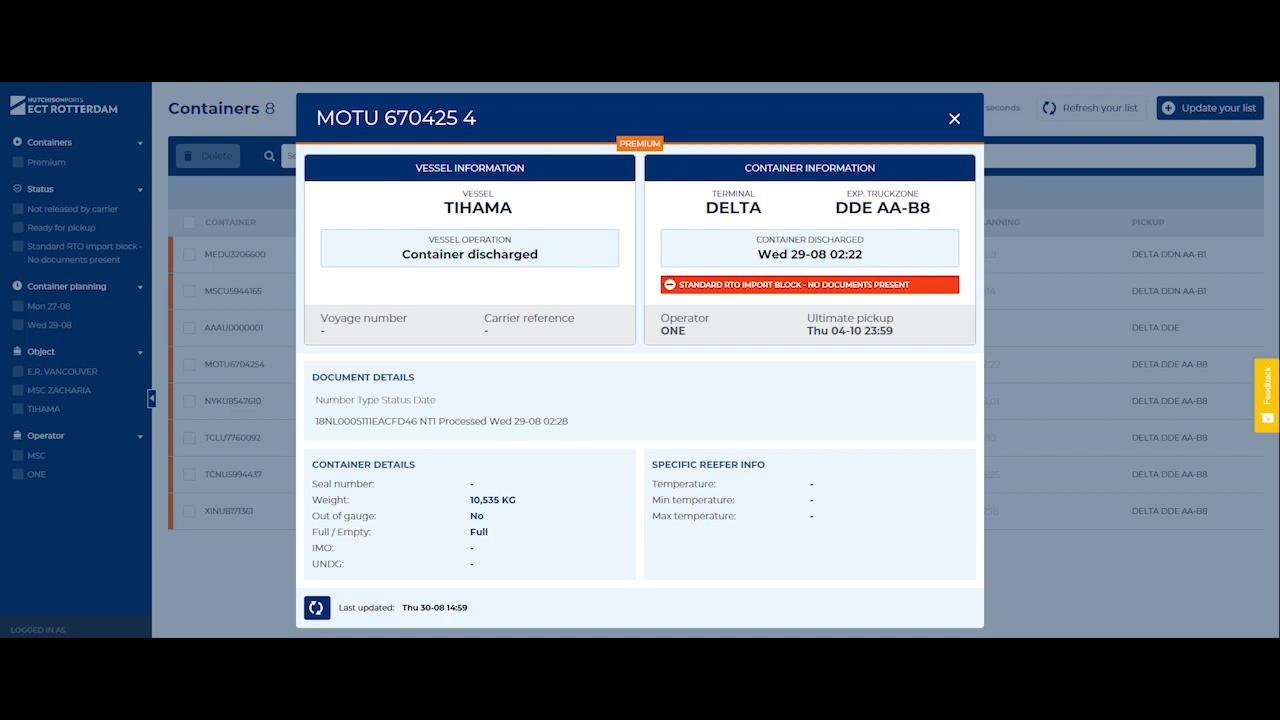 HUTCHISON PORTS
ECT ROTTERDAM
Containers
Premium
Status
Not released by carrier
Ready for pickup
Standard RTO import block -
No documents present
Container planning
Mon 27-08
Wed 29-08
Object
E.R. VANCOUVER
MSC ZACHARIA
TIHAMA
Operator
MSC
ONE
LOGGED IN AS
Containers 8
seconds
Refresh your list
Update your list
Delete
CONTAINER
PICKUP
MEDU3206600
DELTA DDN AA-B1
MSCU5944165
DELTA DDN AA-B1
AAAU0000001
DELTA DDE
MOTU6704254
DELTA DDE AA-B8
NYKU8547610
DELTA DDE AA-B8
TCLU7760092
DELTA DDE AA-B8
TCNU5994437
DELTA DDE AA-B8
XINU8171361
DELTA DDE AA-B8
MOTU 670425 4
PREMIUM
VESSEL INFORMATION
VESSEL
TIHAMA
VESSEL OPERATION
Container discharged
Voyage number
-
Carrier reference
-
CONTAINER INFORMATION
TERMINAL
DELTA
EXP. TRUCKZONE
DDE AA-B8
CONTAINER DISCHARGED
Wed 29-08 02:22
STANDARD RTO IMPORT BLOCK - NO DOCUMENTS PRESENT
Operator
ONE
Ultimate pickup
Thu 04-10 23:59
DOCUMENT DETAILS
Number Type Status Date
18NL0005111EACFD46 NT1 Processed Wed 29-08 02:28
CONTAINER DETAILS
Seal number: -
Weight: 10,535 KG
Out of gauge: No
Full / Empty: Full
IMO: -
UNDG: -
SPECIFIC REEFER INFO
Temperature: -
Min temperature: -
Max temperature: -
Last updated: Thu 30-08 14:59
Feedback